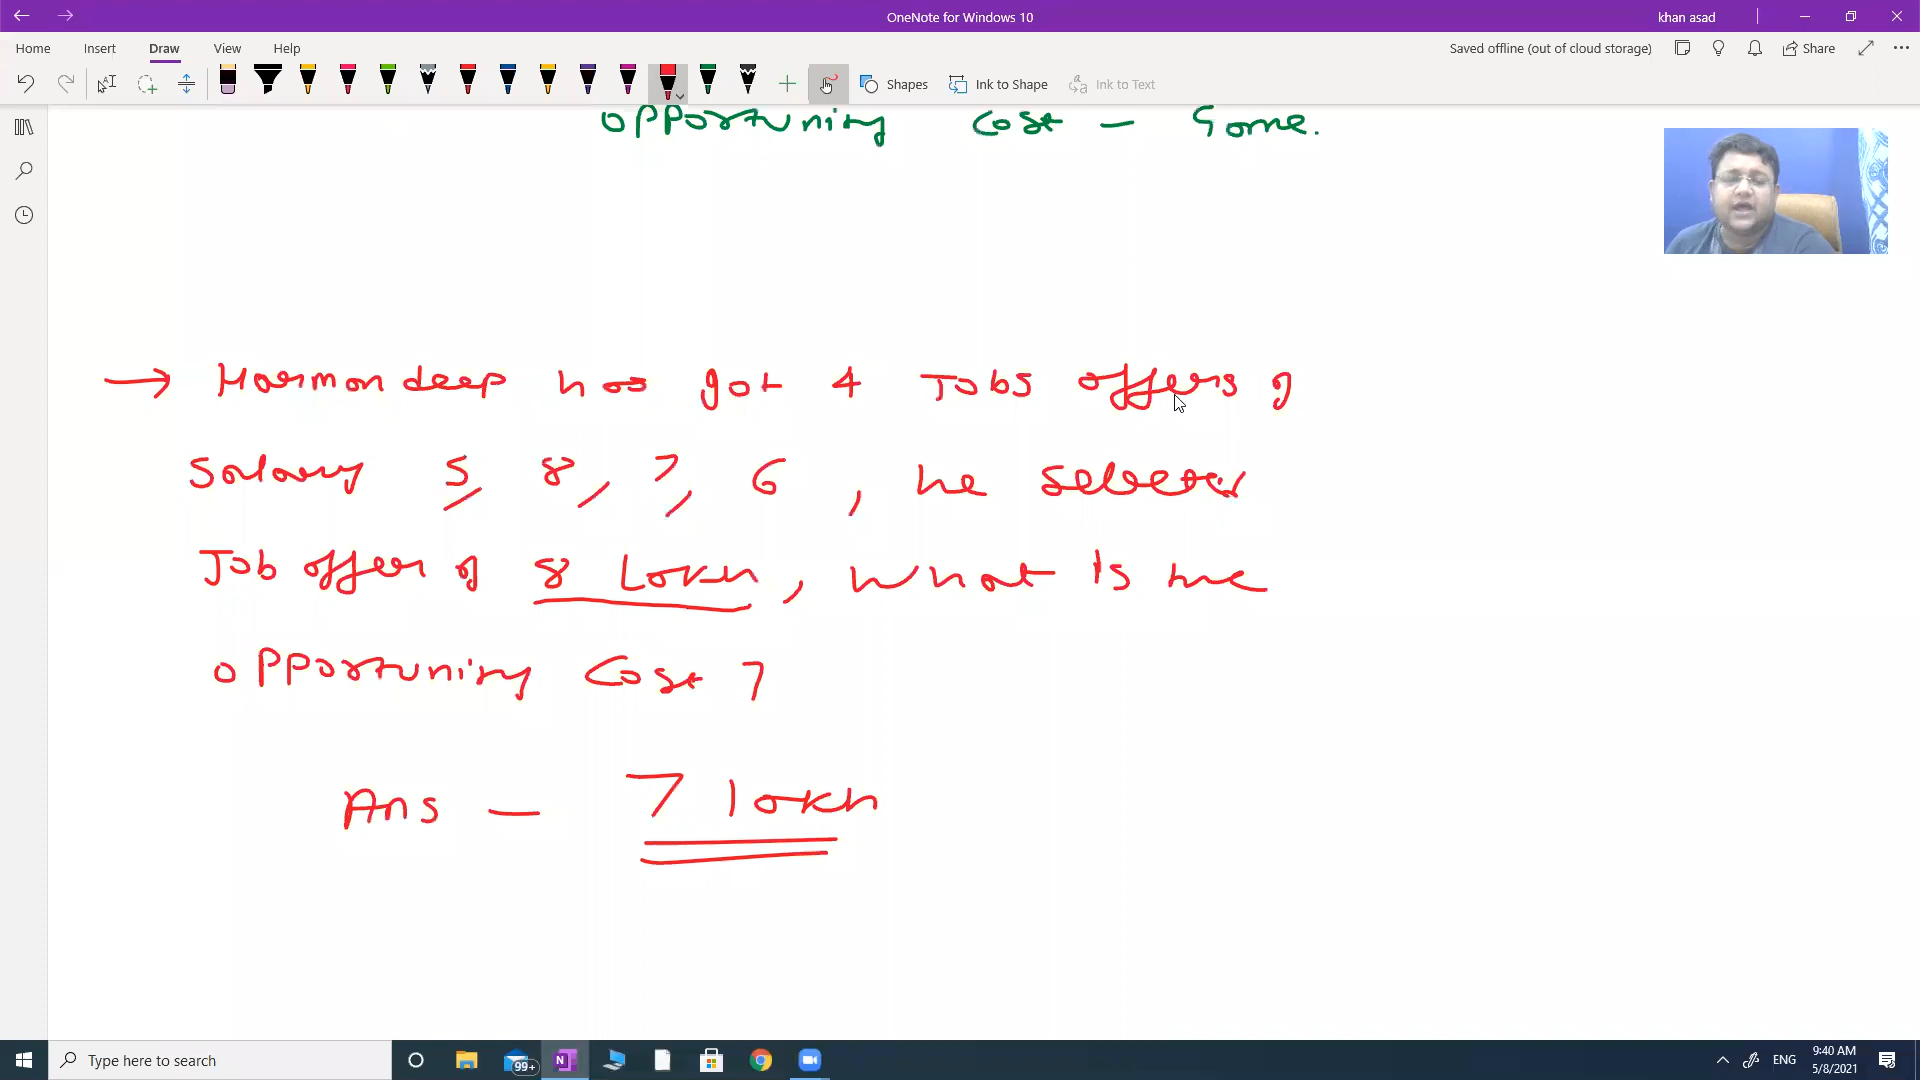 OneNote for Windows 10
khan asad
Home Insert Draw View Help
Saved offline (out of cloud storage) Share
Shapes Ink to Shape Ink to Text
opportunity cost – Game.
→ Harmandeep has got 4 Jobs offers of
Salary 5, 8, 7, 6, he selected
Job offer of 8 Lakh, What is the
opportunity Cost ?
Ans – 7 lakh
Type here to search
99+
ENG
9:40 AM
5/8/2021